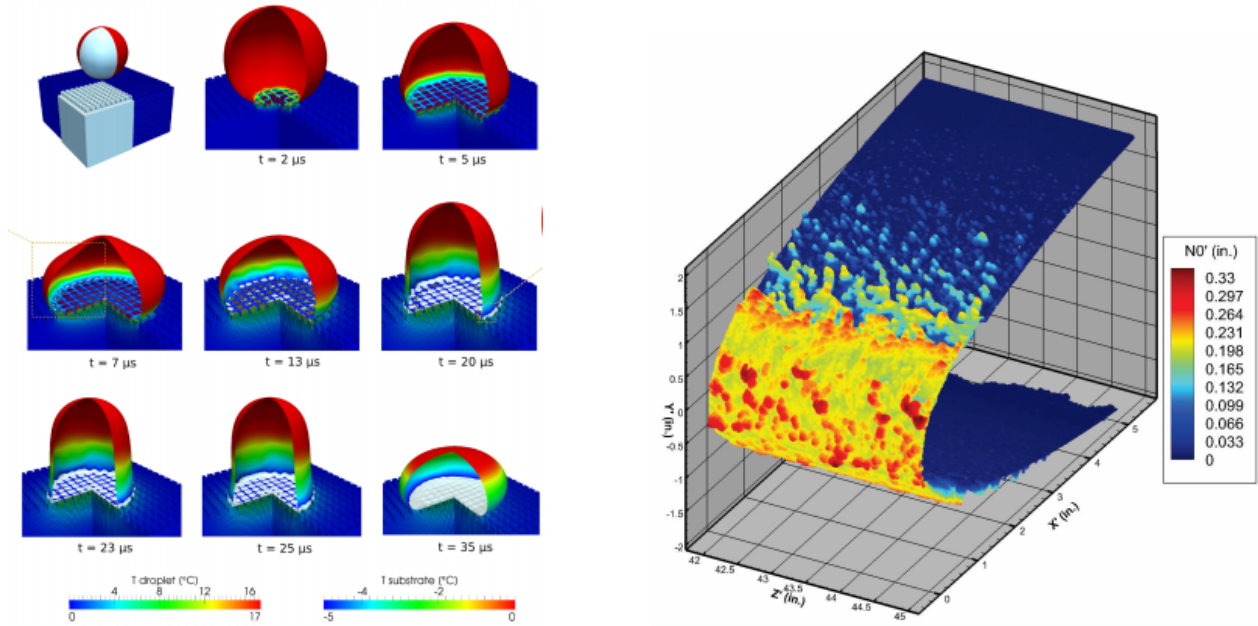 t = 2 μs
t = 5 μs
t = 7 μs
t = 13 μs
t = 20 μs
t = 23 μs
t = 25 μs
t = 35 μs
T droplet (°C)
4 8 12 16
0 17
T substrate (°C)
-4 -2
-5 0
2
1.5
1
0.5
0
-0.5
-1
-1.5
-2
Y' (in.)
42
42.5
43
43.5
44
44.5
45
Z' (in.)
0
1
2
3
4
5
X' (in.)
N0' (in.)
0.33
0.297
0.264
0.231
0.198
0.165
0.132
0.099
0.066
0.033
0